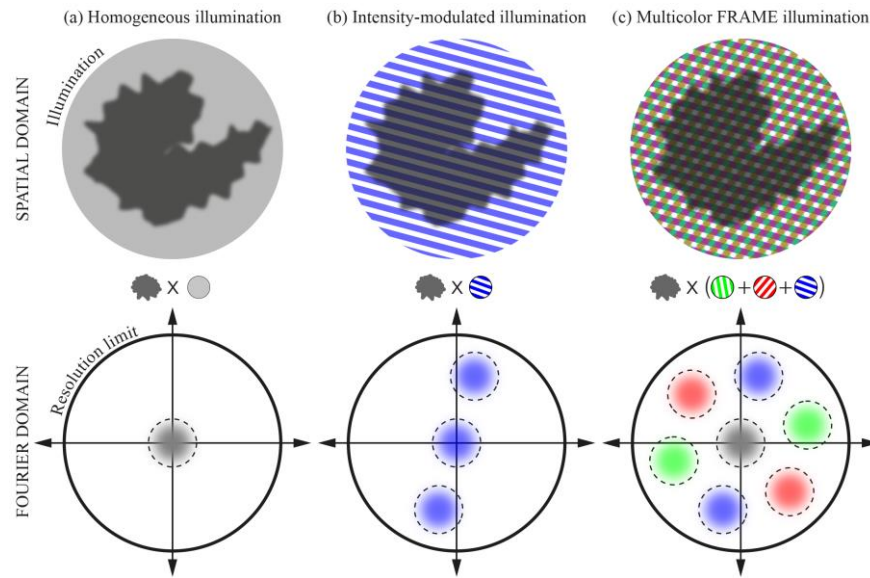 (a) Homogeneous illumination
(b) Intensity-modulated illumination
(c) Multicolor FRAME illumination
SPATIAL DOMAIN
Illumination
X
X
X ( + + )
FOURIER DOMAIN
Resolution limit